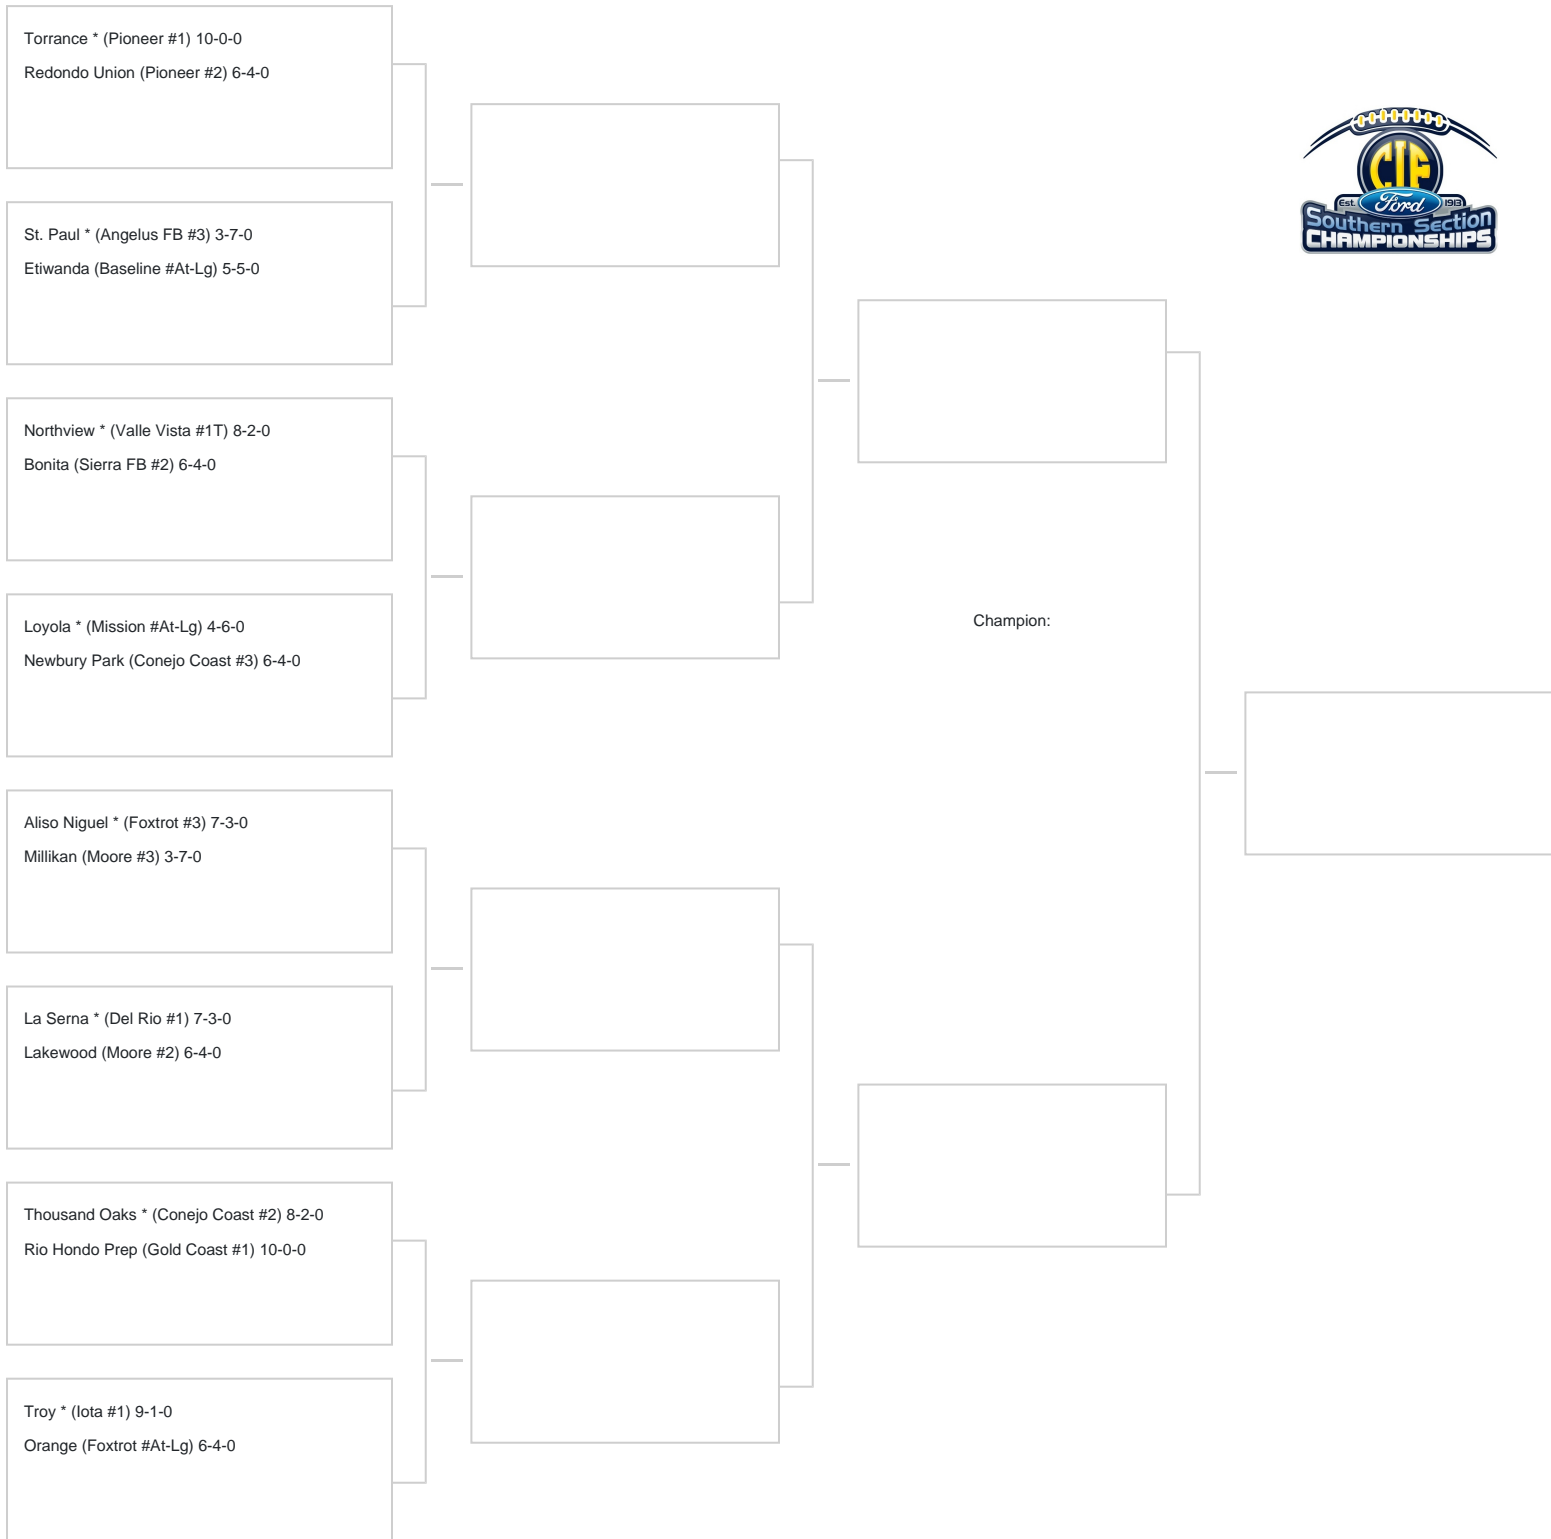 Torrance * (Pioneer #1) 10-0-0
Redondo Union (Pioneer #2) 6-4-0
St. Paul * (Angelus FB #3) 3-7-0
Etiwanda (Baseline #At-Lg) 5-5-0
Northview * (Valle Vista #1T) 8-2-0
Bonita (Sierra FB #2) 6-4-0
Loyola * (Mission #At-Lg) 4-6-0
Newbury Park (Conejo Coast #3) 6-4-0
Aliso Niguel * (Foxtrot #3) 7-3-0
Millikan (Moore #3) 3-7-0
La Serna * (Del Rio #1) 7-3-0
Lakewood (Moore #2) 6-4-0
Thousand Oaks * (Conejo Coast #2) 8-2-0
Rio Hondo Prep (Gold Coast #1) 10-0-0
Troy * (Iota #1) 9-1-0
Orange (Foxtrot #At-Lg) 6-4-0
Champion:
CIF
Est. Ford 1913
Southern Section
CHAMPIONSHIPS